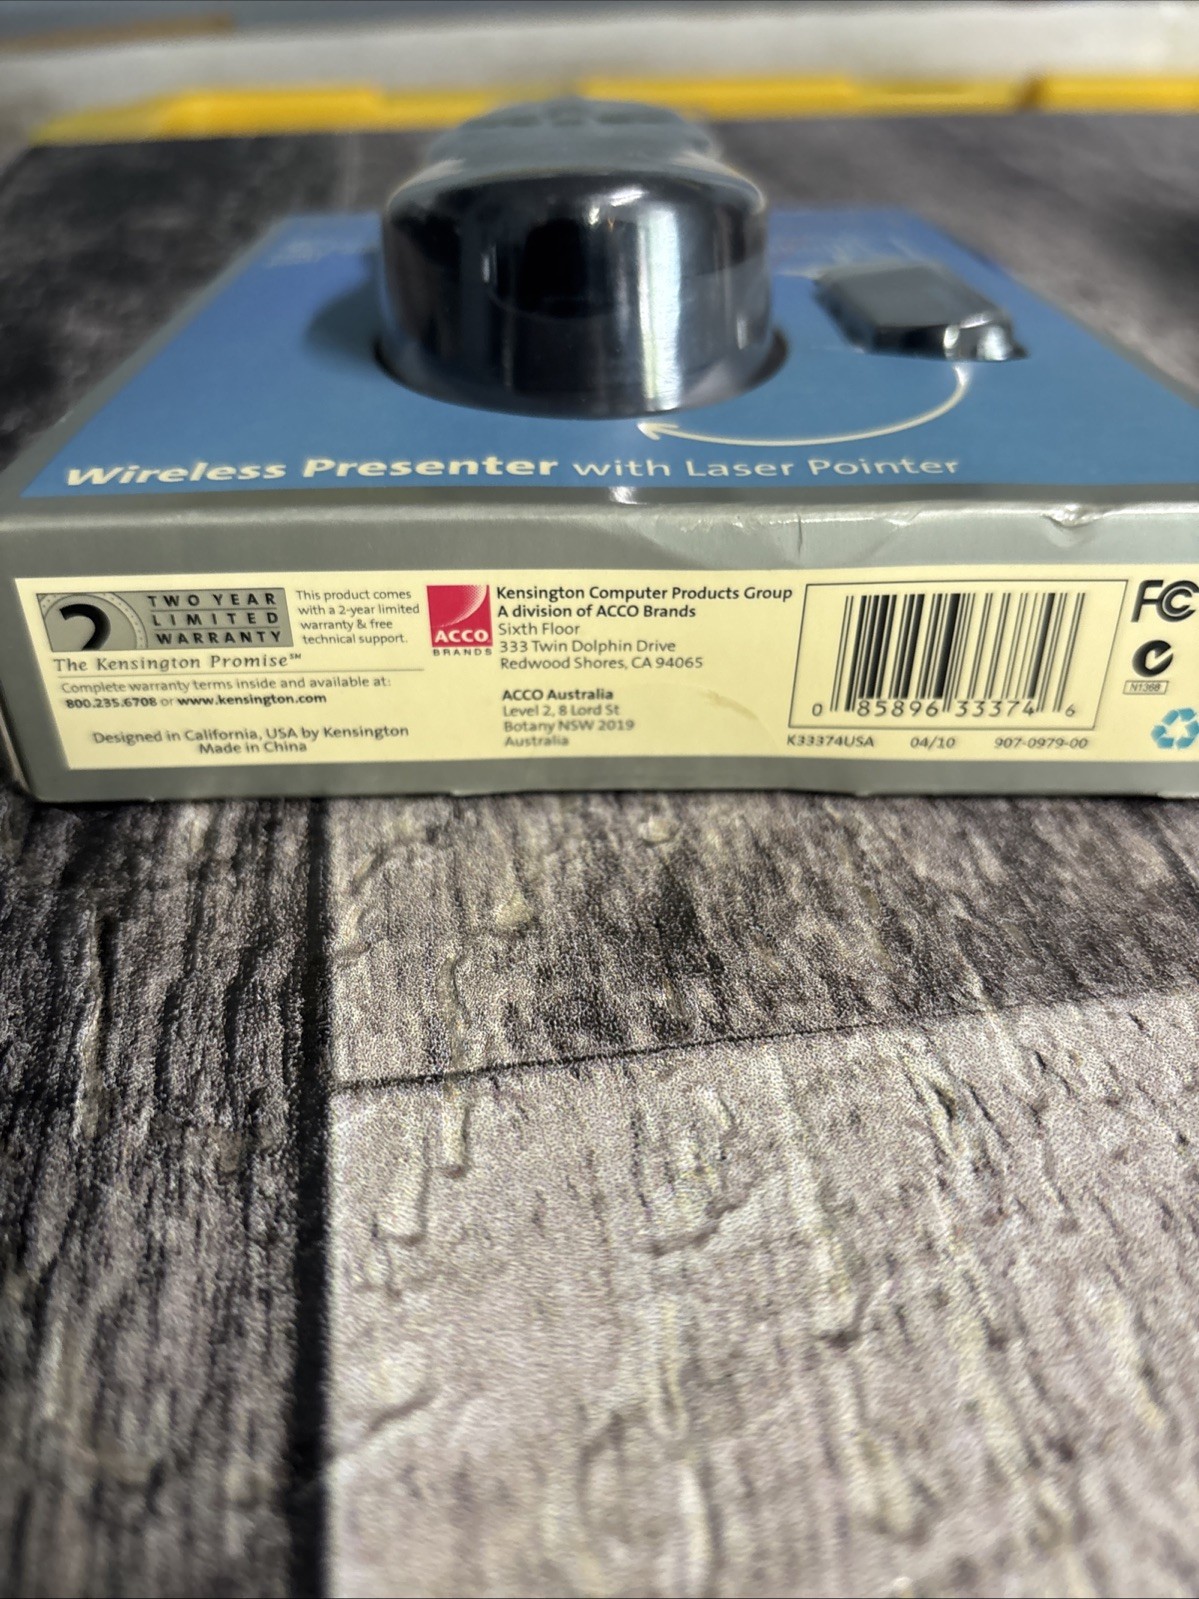 Wireless Presenter with Laser Pointer
TWO YEAR
LIMITED
WARRANTY
This product comes
with a 2-year limited
warranty & free
technical support.
The Kensington Promise℠
Complete warranty terms inside and available at:
800.235.6708 or www.kensington.com
Designed in California, USA by Kensington
Made in China
ACCO
BRANDS
Kensington Computer Products Group
A division of ACCO Brands
Sixth Floor
333 Twin Dolphin Drive
Redwood Shores, CA 94065
ACCO Australia
Level 2, 8 Lord St
Botany NSW 2019
Australia
0 85896 33374 6
K33374USA 04/10 907-0979-00
FC
N1368